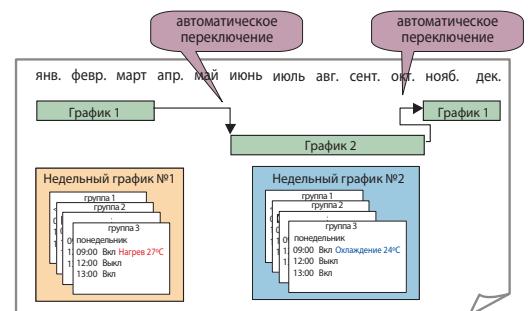 автоматическое
переключение
автоматическое
переключение
янв. февр. март апр. май июнь июль авг. сент. окт. нояб. дек.
График 1
График 1
График 2
Недельный график №1
группа 1
группа 2
группа 3
понедельник
09:00 Вкл Нагрев 27ºC
12:00 Выкл
13:00 Вкл
Недельный график №2
группа 1
группа 2
группа 3
понедельник
09:00 Вкл Охлаждение 24ºC
12:00 Выкл
13:00 Вкл